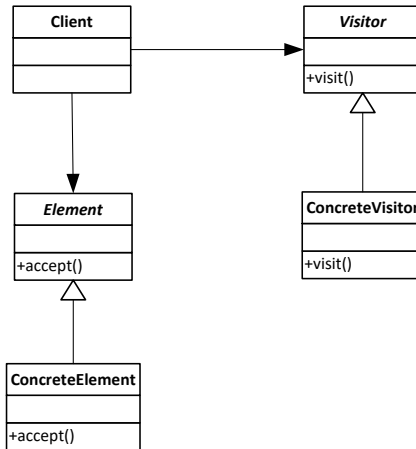 Client
Visitor
+visit()
Element
+accept()
ConcreteVisitor
+visit()
ConcreteElement
+accept()